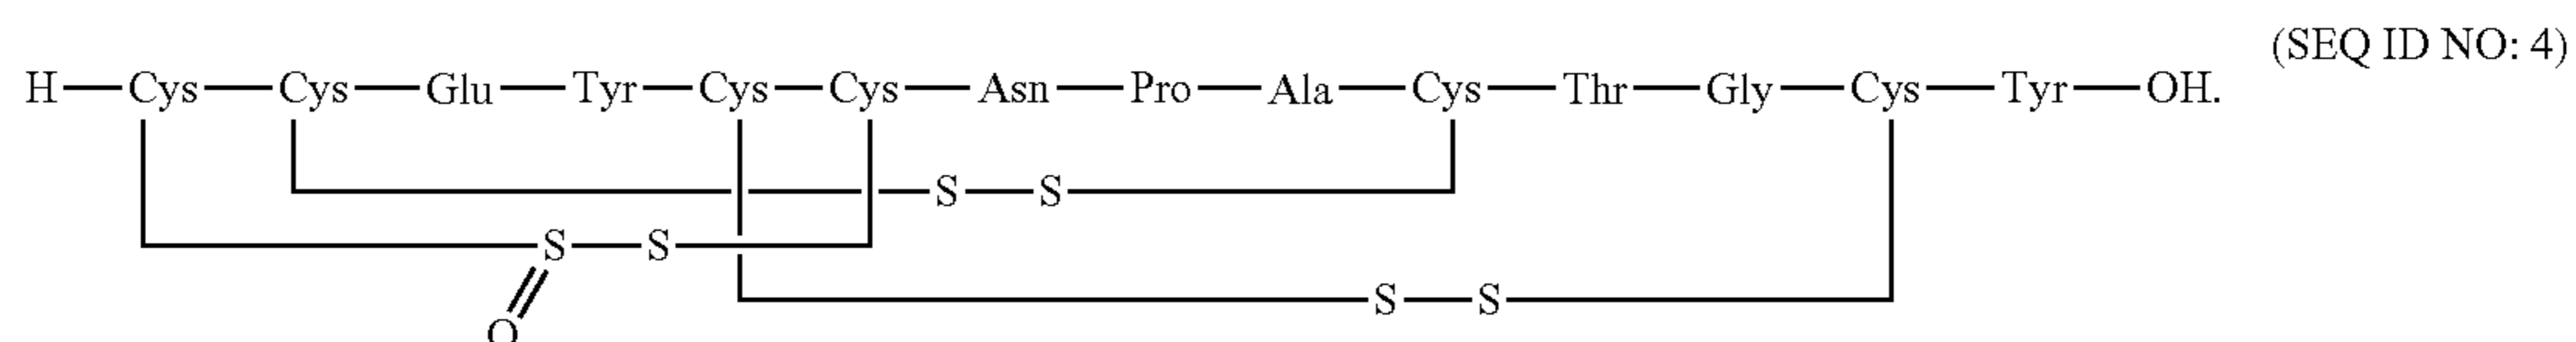 (SEQ ID NO: 4)
H—Cys—Cys—Glu—Tyr—Cys—Cys—Asn—Pro—Ala—Cys—Thr—Gly—Cys—Tyr—OH.
S—S
S—S
O
S—S